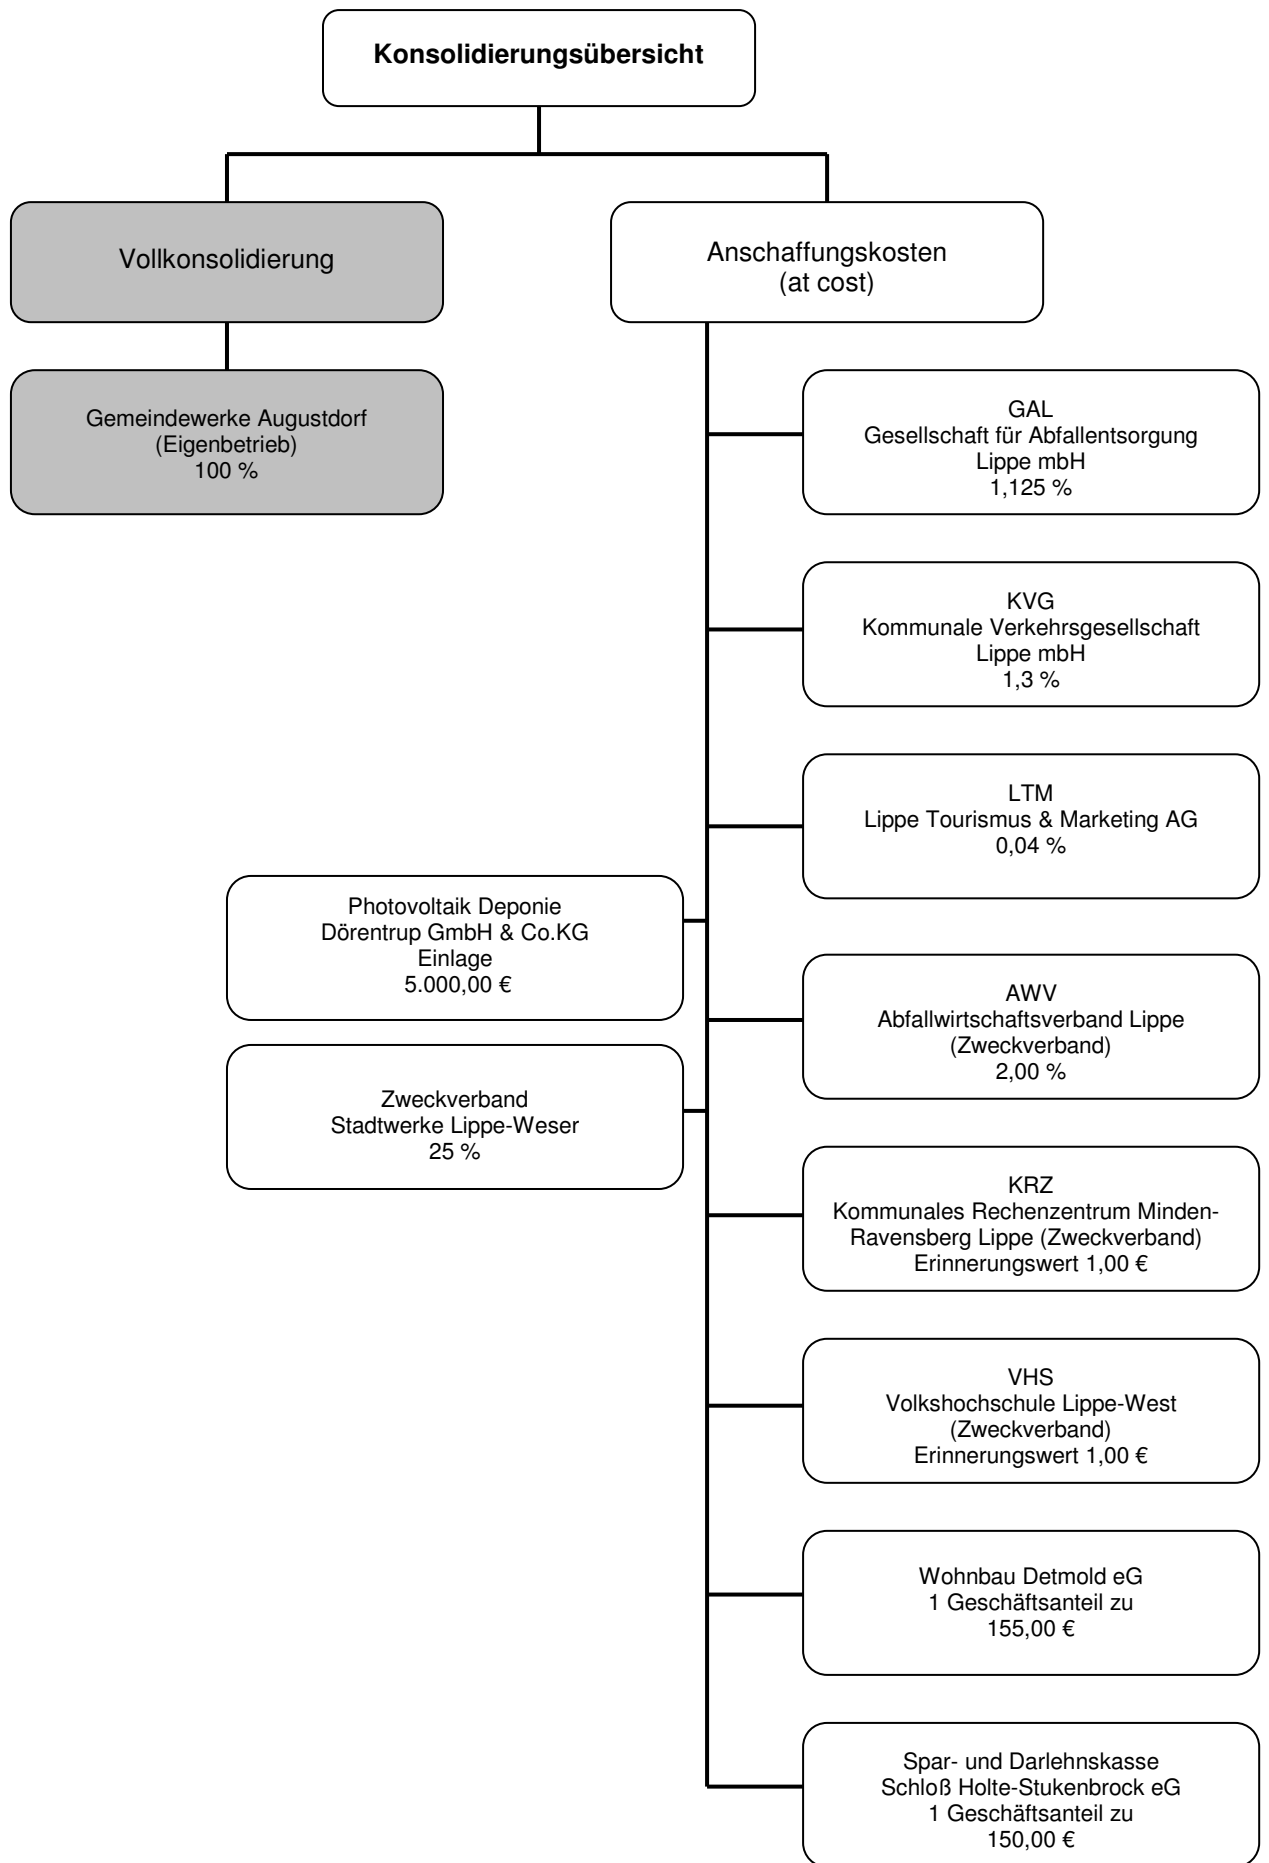 Konsolidierungsübersicht
Vollkonsolidierung
Anschaffungskosten
(at cost)
Gemeindewerke Augustdorf
(Eigenbetrieb)
100 %
GAL
Gesellschaft für Abfallentsorgung
Lippe mbH
1,125 %
KVG
Kommunale Verkehrsgesellschaft
Lippe mbH
1,3 %
LTM
Lippe Tourismus & Marketing AG
0,04 %
Photovoltaik Deponie
Dörentrup GmbH & Co.KG
Einlage
5.000,00 €
AWV
Abfallwirtschaftsverband Lippe
(Zweckverband)
2,00 %
Zweckverband
Stadtwerke Lippe-Weser
25 %
KRZ
Kommunales Rechenzentrum Minden-
Ravensberg Lippe (Zweckverband)
Erinnerungswert 1,00 €
VHS
Volkshochschule Lippe-West
(Zweckverband)
Erinnerungswert 1,00 €
Wohnbau Detmold eG
1 Geschäftsanteil zu
155,00 €
Spar- und Darlehnskasse
Schloß Holte-Stukenbrock eG
1 Geschäftsanteil zu
150,00 €